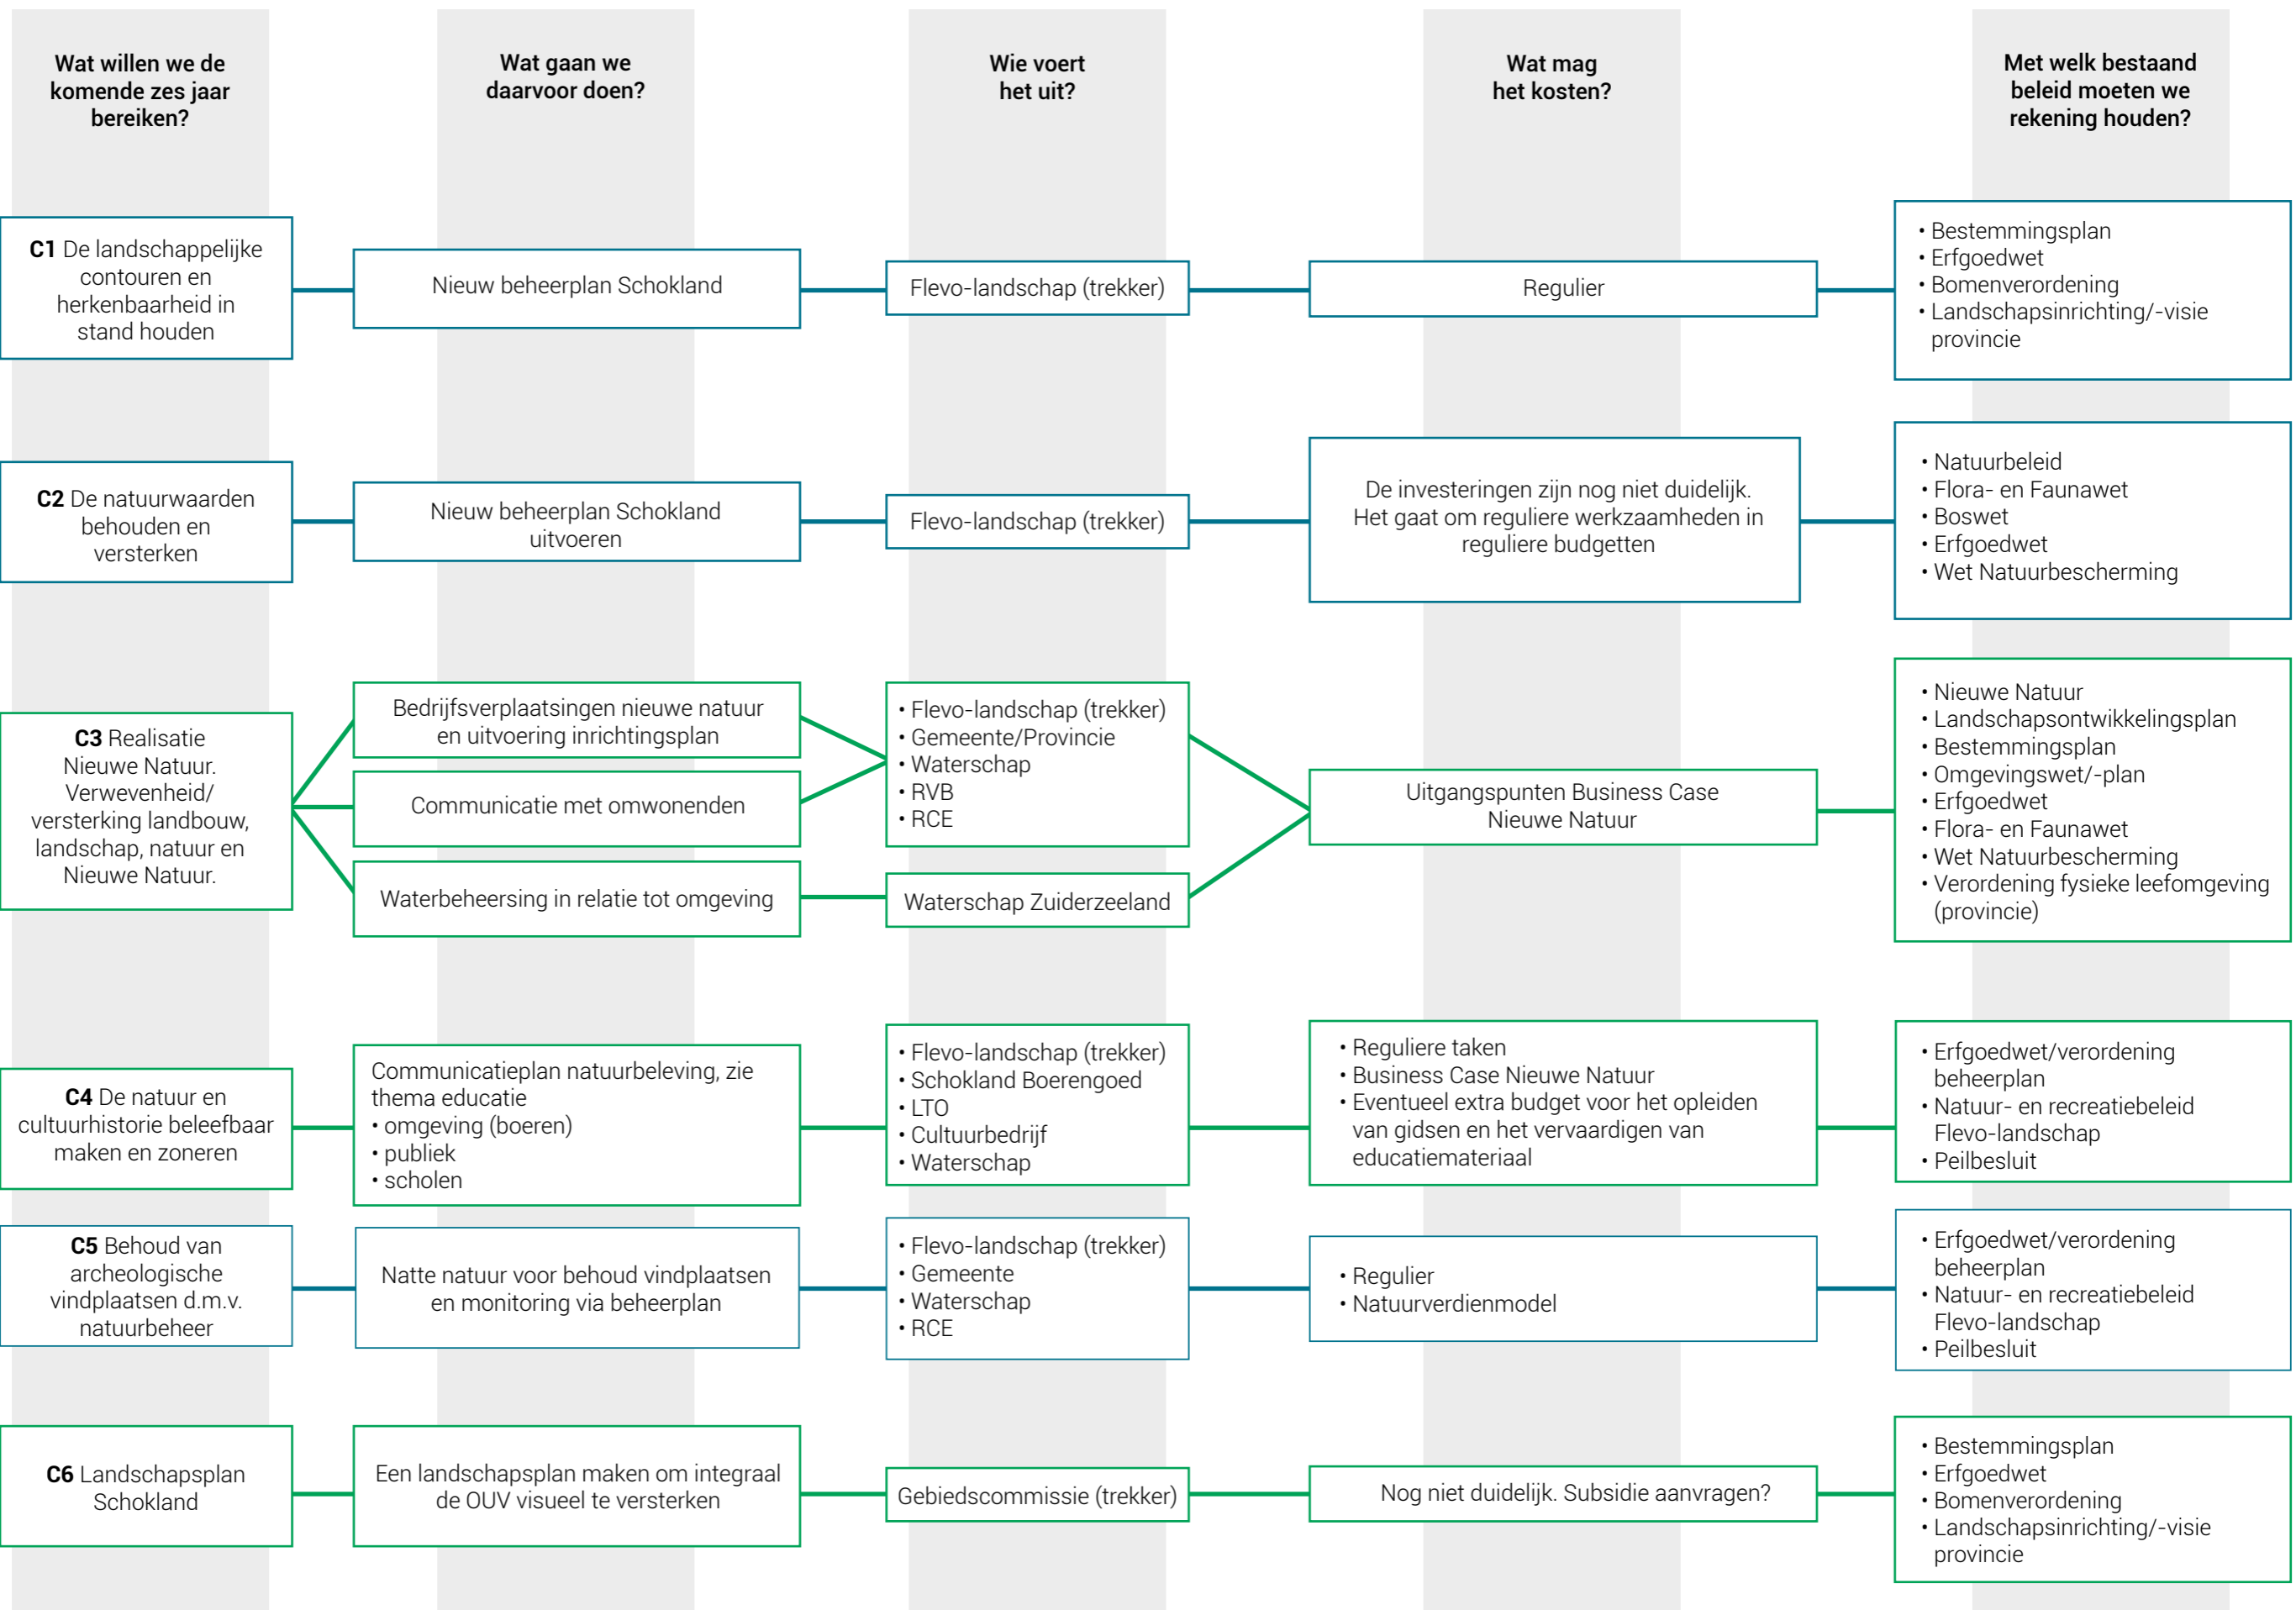 Wat willen we de
komende zes jaar
bereiken?
Wat gaan we
daarvoor doen?
Wie voert
het uit?
Wat mag
het kosten?
Met welk bestaand
beleid moeten we
rekening houden?
C1 De landschappelijke
contouren en
herkenbaarheid in
stand houden
Nieuw beheerplan Schokland
Flevo-landschap (trekker)
Regulier
• Bestemmingsplan
• Erfgoedwet
• Bomenverordening
• Landschapsinrichting/-visie
provincie
C2 De natuurwaarden
behouden en
versterken
Nieuw beheerplan Schokland
uitvoeren
Flevo-landschap (trekker)
De investeringen zijn nog niet duidelijk.
Het gaat om reguliere werkzaamheden in
reguliere budgetten
• Natuurbeleid
• Flora- en Faunawet
• Boswet
• Erfgoedwet
• Wet Natuurbescherming
C3 Realisatie
Nieuwe Natuur.
Verwevenheid/
versterking landbouw,
landschap, natuur en
Nieuwe Natuur.
Bedrijfsverplaatsingen nieuwe natuur
en uitvoering inrichtingsplan
Communicatie met omwonenden
Waterbeheersing in relatie tot omgeving
• Flevo-landschap (trekker)
• Gemeente/Provincie
• Waterschap
• RVB
• RCE
Waterschap Zuiderzeeland
Uitgangspunten Business Case
Nieuwe Natuur
• Nieuwe Natuur
• Landschapsontwikkelingsplan
• Bestemmingsplan
• Omgevingswet/-plan
• Erfgoedwet
• Flora- en Faunawet
• Wet Natuurbescherming
• Verordening fysieke leefomgeving
(provincie)
C4 De natuur en
cultuurhistorie beleefbaar
maken en zoneren
Communicatieplan natuurbeleving, zie
thema educatie
• omgeving (boeren)
• publiek
• scholen
• Flevo-landschap (trekker)
• Schokland Boerengoed
• LTO
• Cultuurbedrijf
• Waterschap
• Reguliere taken
• Business Case Nieuwe Natuur
• Eventueel extra budget voor het opleiden
van gidsen en het vervaardigen van
educatiemateriaal
• Erfgoedwet/verordening
beheerplan
• Natuur- en recreatiebeleid
Flevo-landschap
• Peilbesluit
C5 Behoud van
archeologische
vindplaatsen d.m.v.
natuurbeheer
Natte natuur voor behoud vindplaatsen
en monitoring via beheerplan
• Flevo-landschap (trekker)
• Gemeente
• Waterschap
• RCE
• Regulier
• Natuurverdienmodel
• Erfgoedwet/verordening
beheerplan
• Natuur- en recreatiebeleid
Flevo-landschap
• Peilbesluit
C6 Landschapsplan
Schokland
Een landschapsplan maken om integraal
de OUV visueel te versterken
Gebiedscommissie (trekker)
Nog niet duidelijk. Subsidie aanvragen?
• Bestemmingsplan
• Erfgoedwet
• Bomenverordening
• Landschapsinrichting/-visie
provincie